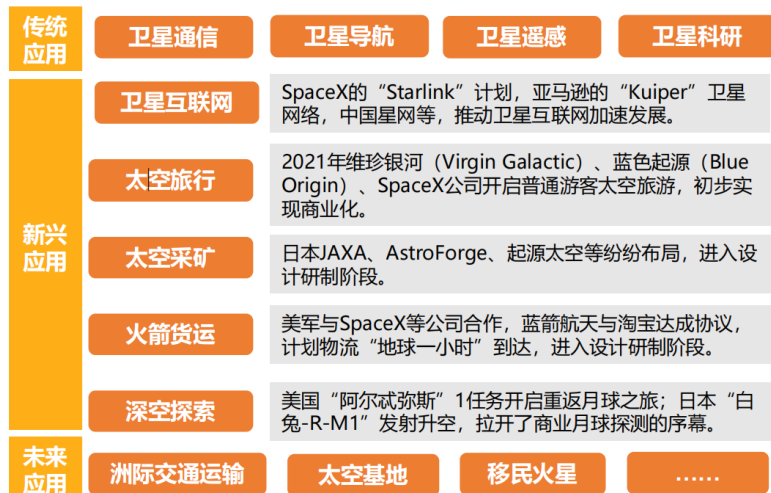 传统
应用
卫星通信
卫星导航
卫星遥感
卫星科研
新兴
应用
卫星互联网
SpaceX的“Starlink”计划，亚马逊的“Kuiper”卫星
网络，中国星网等，推动卫星互联网加速发展。
太空旅行
2021年维珍银河（Virgin Galactic）、蓝色起源（Blue
Origin）、SpaceX公司开启普通游客太空旅游，初步实
现商业化。
太空采矿
日本JAXA、AstroForge、起源太空等纷纷布局，进入设
计研制阶段。
火箭货运
美军与SpaceX等公司合作，蓝箭航天与淘宝达成协议，
计划物流“地球一小时”到达，进入设计研制阶段。
深空探索
美国“阿尔忒弥斯”1任务开启重返月球之旅；日本“白
兔-R-M1”发射升空，拉开了商业月球探测的序幕。
未来
应用
洲际交通运输
太空基地
移民火星
……